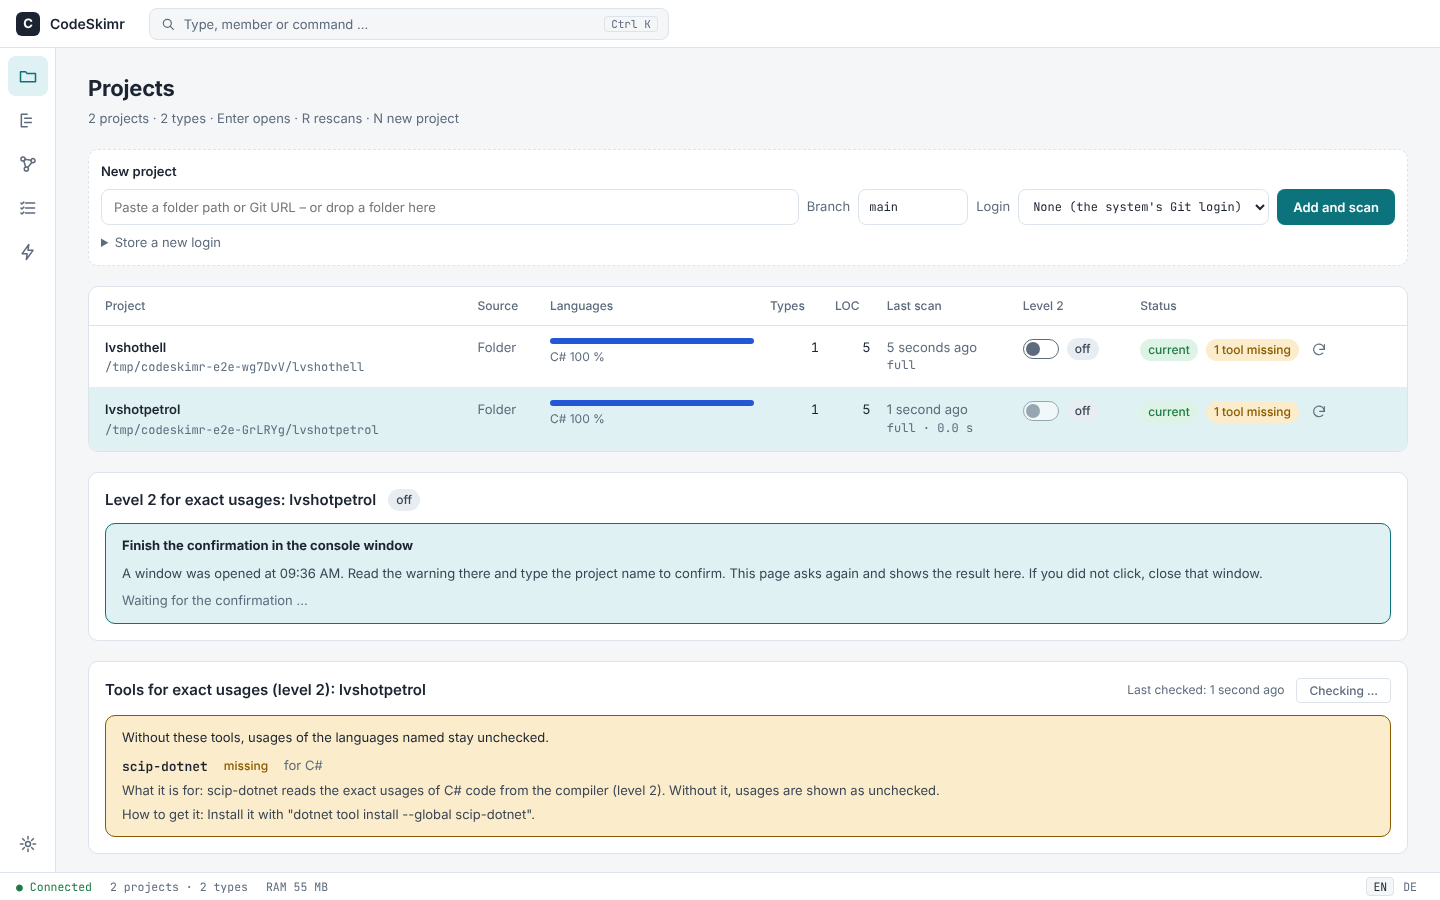 C CodeSkimr Type, member or command ... Ctrl K
Projects
2 projects · 2 types · Enter opens · R rescans · N new project
New project
Paste a folder path or Git URL – or drop a folder here Branch main Login None (the system's Git login) Add and scan
Store a new login
Project Source Languages Types LOC Last scan Level 2 Status
lvshothell Folder 1 5 5 seconds ago off current 1 tool missing
/tmp/codeskimr-e2e-wg7DvV/lvshothell C# 100 % full
lvshotpetrol Folder 1 5 1 second ago off current 1 tool missing
/tmp/codeskimr-e2e-GrLRYg/lvshotpetrol C# 100 % full · 0.0 s
Level 2 for exact usages: lvshotpetrol off
Finish the confirmation in the console window
A window was opened at 09:36 AM. Read the warning there and type the project name to confirm. This page asks again and shows the result here. If you did not click, close that window.
Waiting for the confirmation ...
Tools for exact usages (level 2): lvshotpetrol Last checked: 1 second ago Checking ...
Without these tools, usages of the languages named stay unchecked.
scip-dotnet missing for C#
What it is for: scip-dotnet reads the exact usages of C# code from the compiler (level 2). Without it, usages are shown as unchecked.
How to get it: Install it with "dotnet tool install --global scip-dotnet".
Connected 2 projects · 2 types RAM 55 MB EN DE